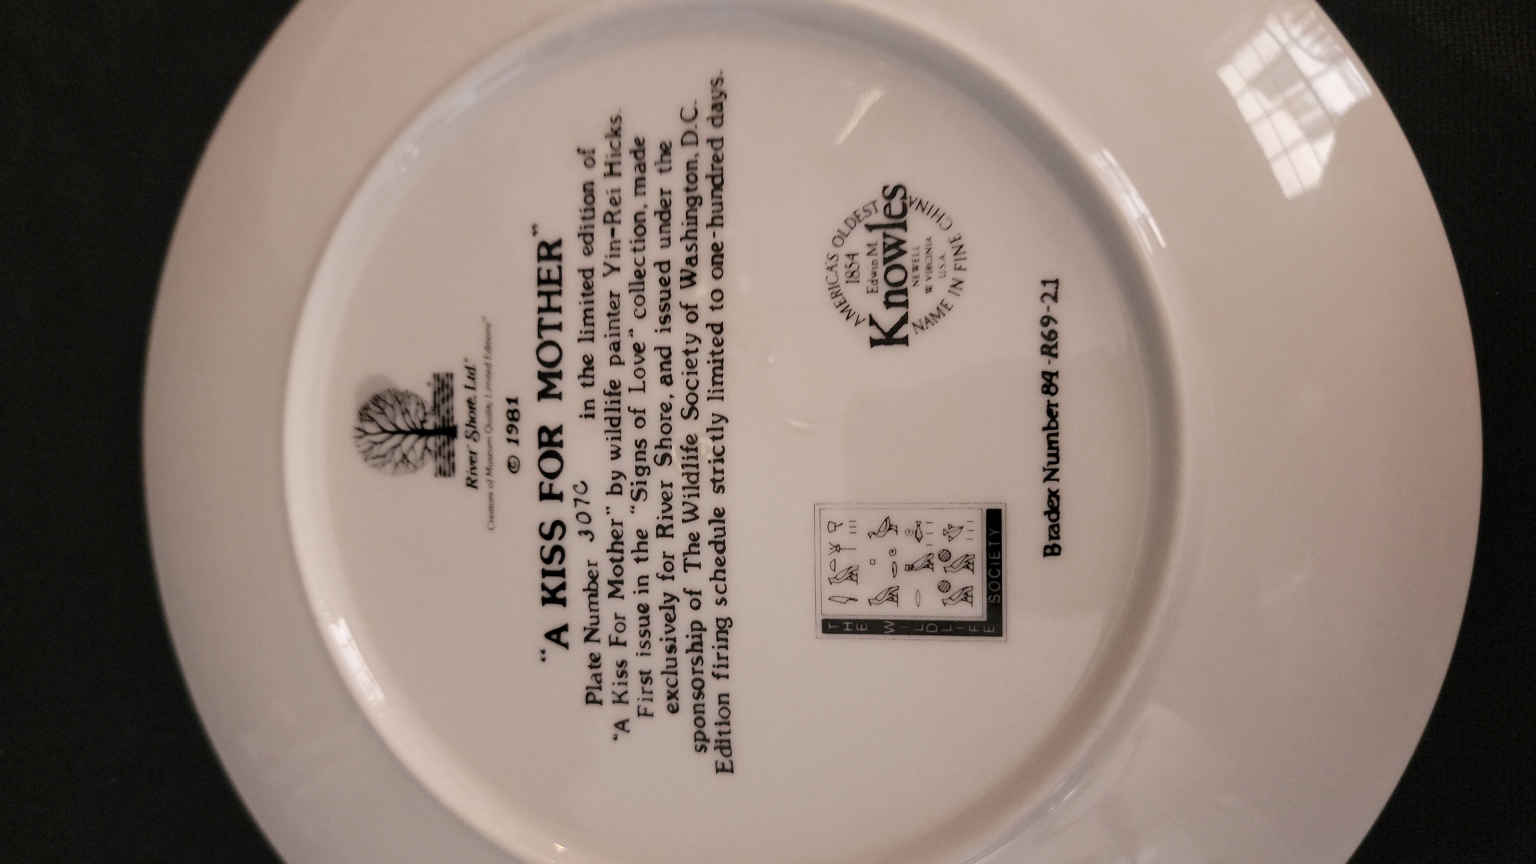 River Shore, Ltd.
Creators of Museum Quality Limited Editions
© 1981
“A KISS FOR MOTHER”
Plate Number 307C in the limited edition of
“A Kiss For Mother” by wildlife painter Yin-Rei Hicks.
First issue in the “Signs of Love” collection, made
exclusively for River Shore, and issued under the
sponsorship of The Wildlife Society of Washington, D.C.
Edition firing schedule strictly limited to one-hundred days.
THE WILDLIFE SOCIETY
AMERICA'S OLDEST NAME IN FINE CHINA
1854
Edwin M.
Knowles
NEWELL
W VIRGINIA
U.S.A.
Bradex Number 84-R69-2.1